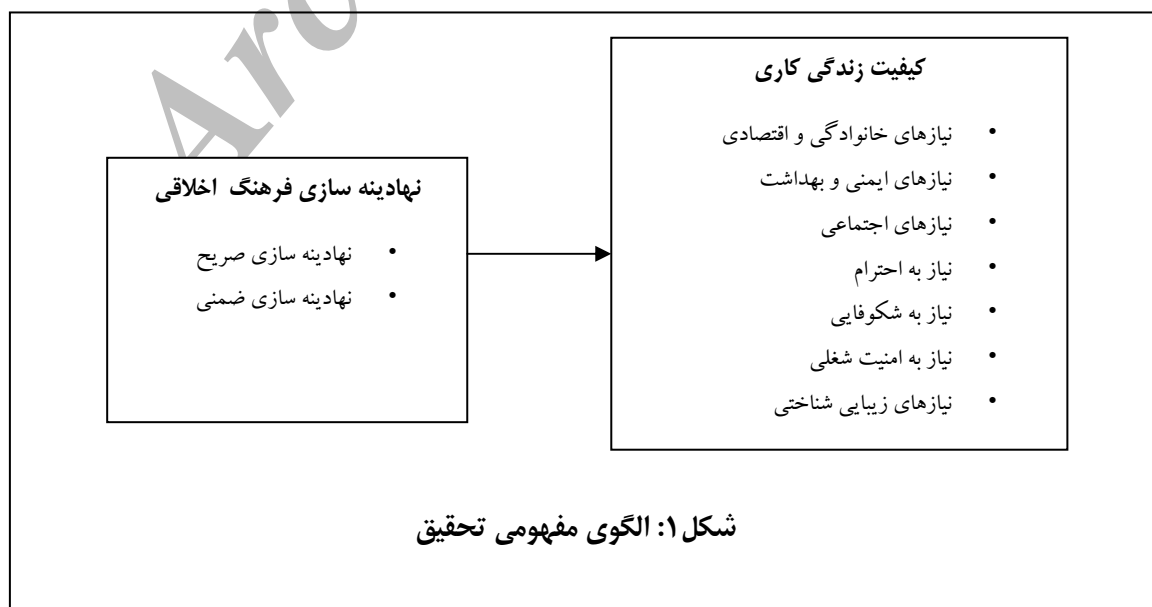 Arc
کیفیت زندگی کاری
• نیازهای خانوادگی و اقتصادی
• نیازهای ایمنی و بهداشت
• نیازهای اجتماعی
• نیاز به احترام
• نیاز به شکوفایی
• نیاز به امنیت شغلی
• نیازهای زیبایی شناختی
نهادینه سازی فرهنگ اخلاقی
• نهادینه سازی صریح
• نهادینه سازی ضمنی
شکل۱: الگوی مفهومی تحقیق